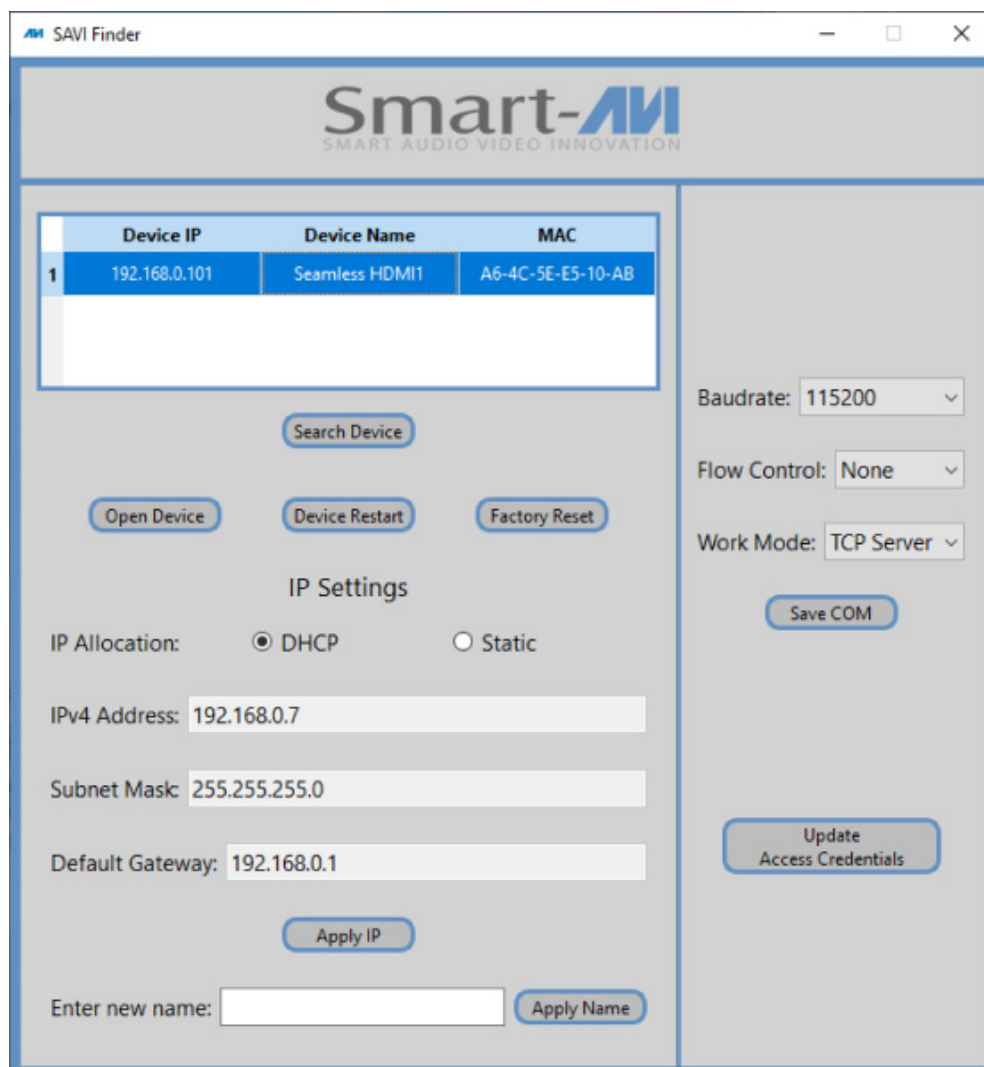 SAVI Finder
Smart-AVI
SMART AUDIO VIDEO INNOVATION
Device IP Device Name MAC
1 192.168.0.101 Seamless HDMI1 A6-4C-5E-E5-10-AB
Search Device
Open Device Device Restart Factory Reset
IP Settings
IP Allocation: DHCP Static
IPv4 Address: 192.168.0.7
Subnet Mask: 255.255.255.0
Default Gateway: 192.168.0.1
Apply IP
Enter new name: Apply Name
Baudrate: 115200
Flow Control: None
Work Mode: TCP Server
Save COM
Update
Access Credentials